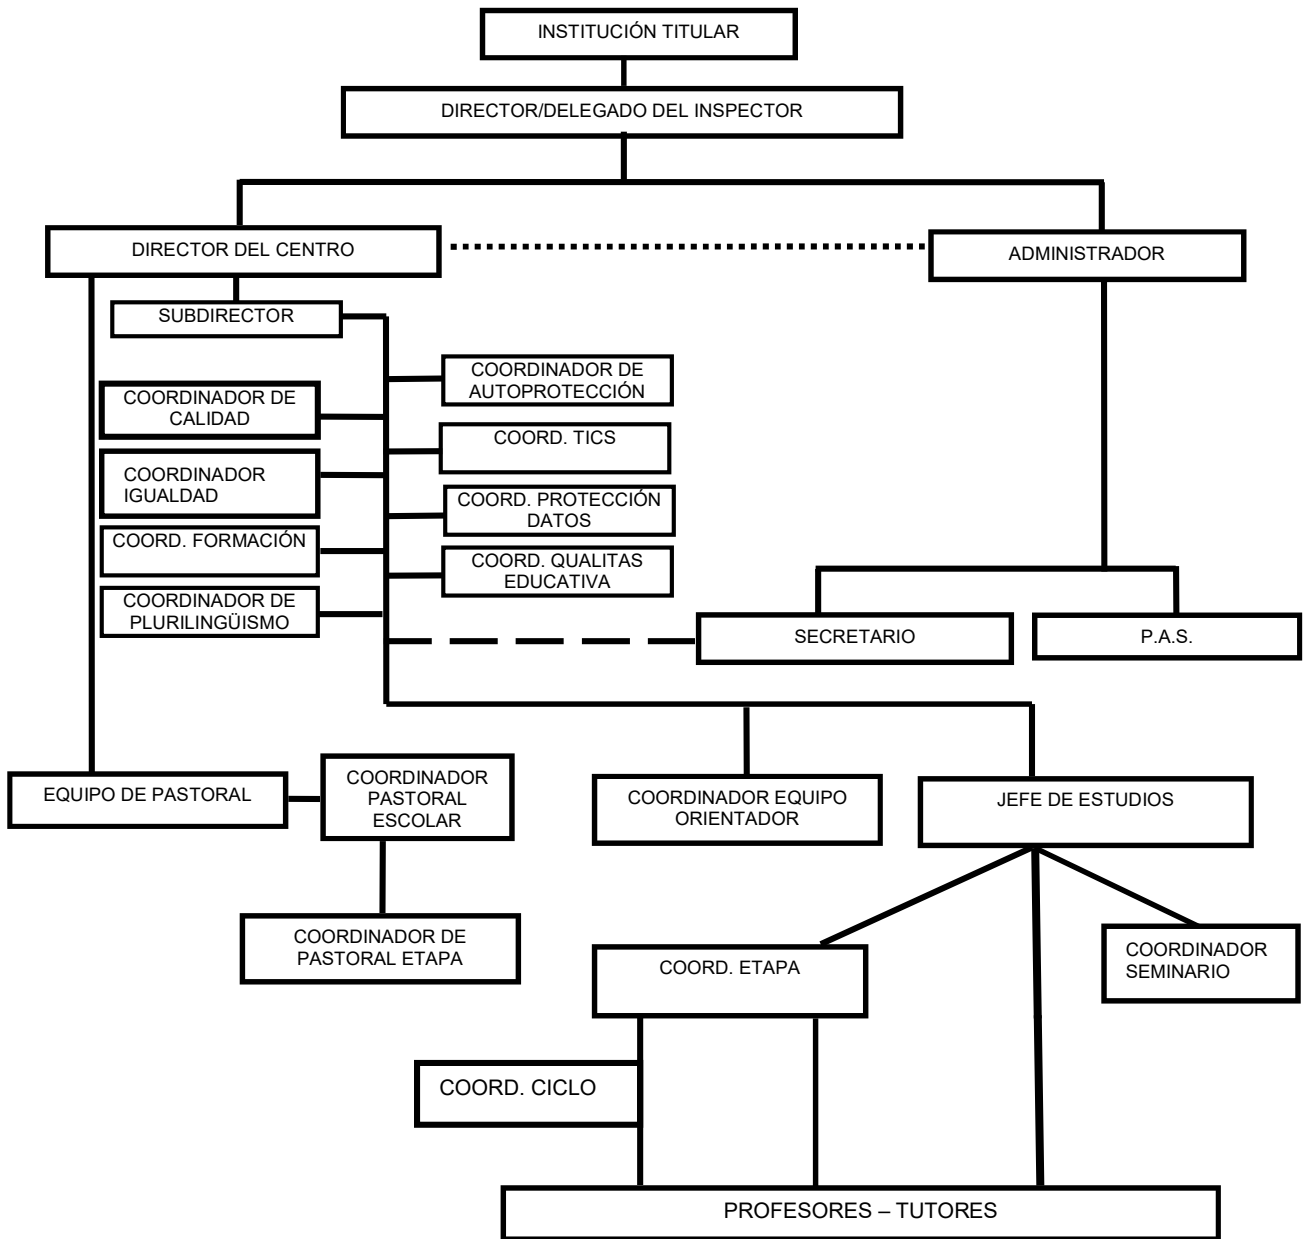 INSTITUCIÓN TITULAR
DIRECTOR/DELEGADO DEL INSPECTOR
DIRECTOR DEL CENTRO
ADMINISTRADOR
SUBDIRECTOR
COORDINADOR DE
AUTOPROTECCIÓN
COORDINADOR DE
CALIDAD
COORD. TICS
COORDINADOR
IGUALDAD
COORD. PROTECCIÓN
DATOS
COORD. FORMACIÓN
COORD. QUALITAS
EDUCATIVA
COORDINADOR DE
PLURILINGÜISMO
SECRETARIO
P.A.S.
EQUIPO DE PASTORAL
COORDINADOR
PASTORAL
ESCOLAR
COORDINADOR EQUIPO
ORIENTADOR
JEFE DE ESTUDIOS
COORDINADOR DE
PASTORAL ETAPA
COORD. ETAPA
COORDINADOR
SEMINARIO
COORD. CICLO
PROFESORES – TUTORES